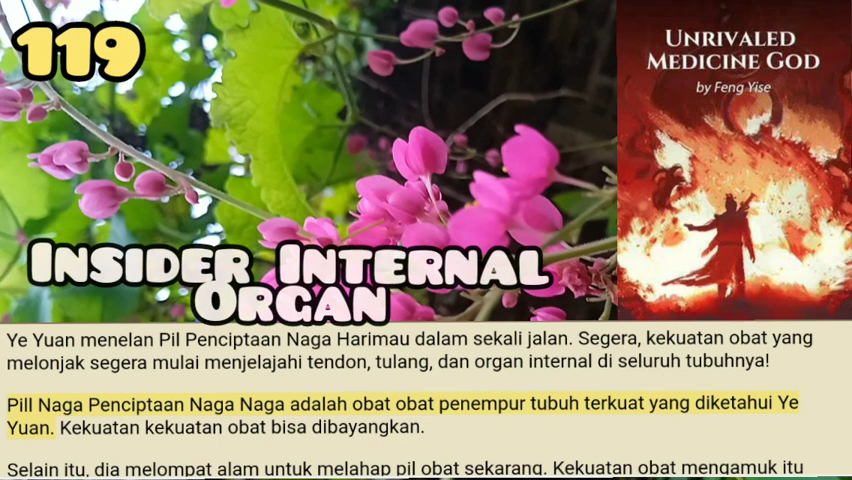 119
UNRIVALED
MEDICINE GOD
by Feng Yise
INSIDER INTERNAL
ORGAN
Ye Yuan menelan Pil Penciptaan Naga Harimau dalam sekali jalan. Segera, kekuatan obat yang
melonjak segera mulai menjelajahi tendon, tulang, dan organ internal di seluruh tubuhnya!
Pill Naga Penciptaan Naga Naga adalah obat obat penempur tubuh terkuat yang diketahui Ye
Yuan. Kekuatan kekuatan obat bisa dibayangkan.
Selain itu, dia melompat alam untuk melahap pil obat sekarang. Kekuatan obat mengamuk itu